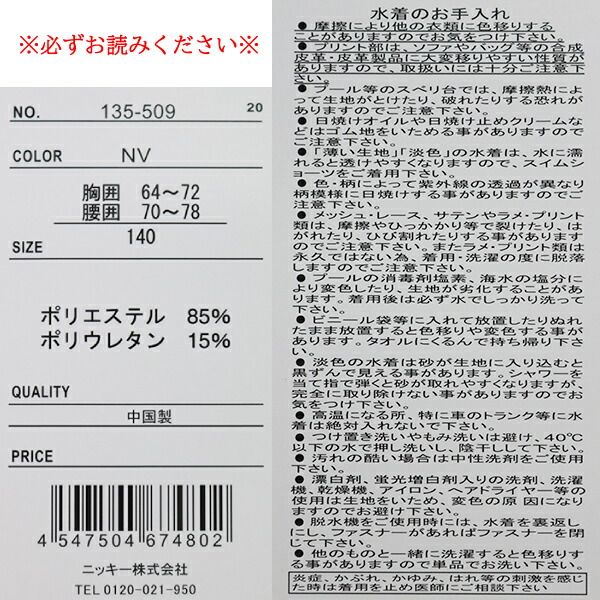 ※必ずお読みください※
NO. 135-509 20
COLOR NV
胸囲 64～72
腰囲 70～78
SIZE 140
ポリエステル 85%
ポリウレタン 15%
QUALITY
中国製
PRICE
4 547504 674802
ニッキー株式会社
TEL 0120-021-950
水着のお手入れ
● 摩擦により他の衣類に色移りする
ことがありますのでお気をつけ下さい。
● プリント部は、ソファやバッグ等の合成
皮革・皮革製品に大変移りやすい性質が
ありますので、取扱いには十分ご注意下
さい。
● プール等のスベリ台では、摩擦熱によ
って生地がとけたり、破れたりする恐れが
ありますのでご注意下さい。
● 日焼けオイルや日焼け止めクリームな
どはゴム地をいためる事がありますので
ご注意下さい。
● 「薄い生地」「淡色」の水着は、水に濡
れると透けやすくなりますので、スイムシ
ョーツをご着用下さい。
● 色・柄によって紫外線の透過が異なり
柄模様に日焼けする事がありますのでご
注意下さい。
● メッシュ・レース、サテンやラメ・プリント
類は、摩擦やひっかかり等で裂けたり、は
がれたり、ひび割れたりする事があります
のでご注意下さい。またラメ・プリント類は
永久ではない為、着用・洗濯の度に脱落
しますのでご注意下さい。
● プールの消毒剤塩素、海水の塩分に
より変色したり、生地が劣化することがあ
ります。着用後は必ず水でしっかり洗って
下さい。
● ビニール袋等に入れて放置したりぬれ
たまま放置すると色移りや変色する事が
あります。タオルにくるんで持ち帰り下さ
い。
● 淡色の水着は砂が生地に入り込むと
黒ずんで見える事があります。シャワーを
当て指で弾くと砂が取れやすくなりますが、
完全に取り除けない事がありますのでお
気をつけ下さい。
● 高温になる所、特に車のトランク等に水
着は絶対入れないで下さい。
● つけ置き洗いやもみ洗いは避け、40℃
以下の水で押し洗いし、陰干しして下さい。
● 汚れの酷い場合は中性洗剤をご使用
下さい。
● 漂白剤、蛍光増白剤入りの洗剤、洗濯
機、乾燥機、アイロン、ヘアドライヤー等の
使用は生地をいため、変色の原因になり
ますのでお避け下さい。
● 脱水機をご使用時には、水着を裏返し
にし、ファスナーがあればファスナーを閉
じて下さい。
● 他のものと一緒に洗濯すると色移りす
る事がありますので単品でお洗い下さい。
炎症、かぶれ、かゆみ、はれ等の刺激を感じ
た時は着用を止め医師にご相談下さい